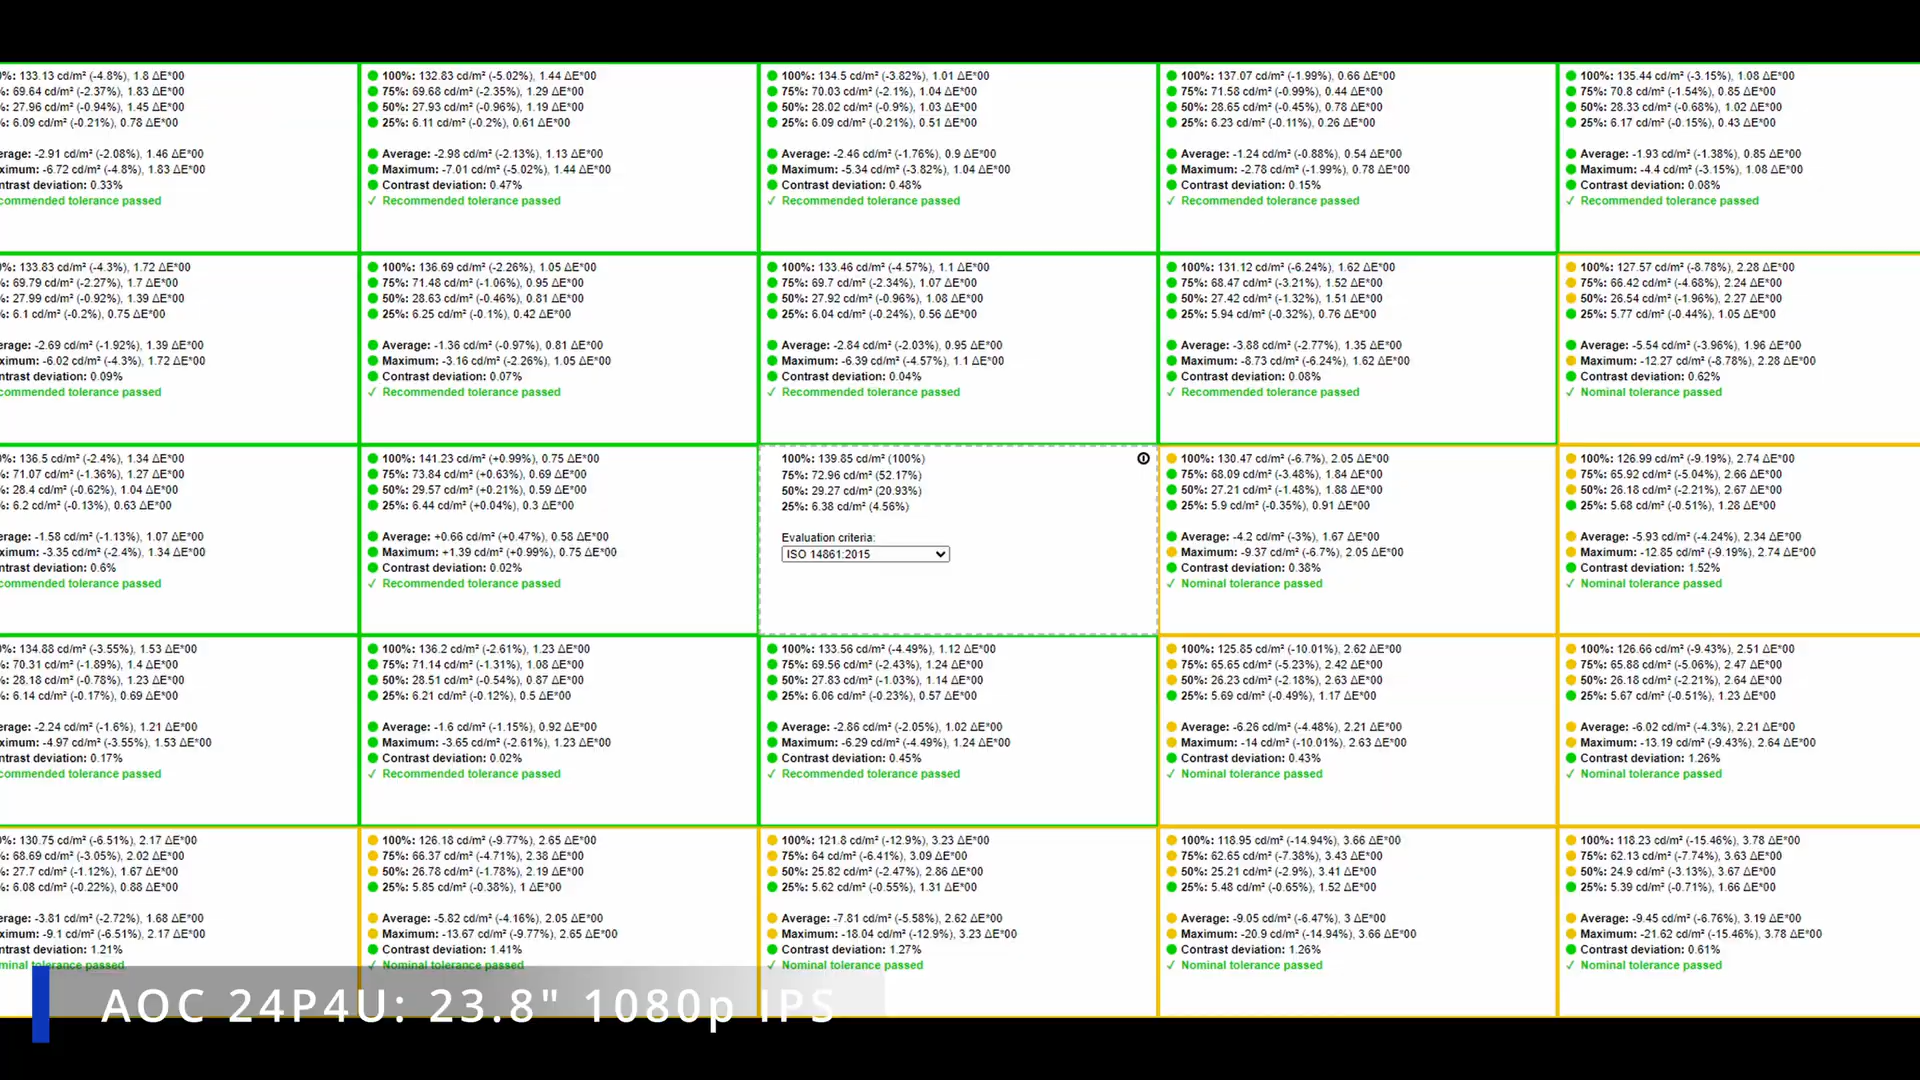 %: 133.13 cd/m² (-4.8%), 1.8 ΔE*00
%: 69.64 cd/m² (-2.37%), 1.83 ΔE*00
%: 27.96 cd/m² (-0.94%), 1.45 ΔE*00
%: 6.09 cd/m² (-0.21%), 0.78 ΔE*00
erage: -2.91 cd/m² (-2.08%), 1.46 ΔE*00
ximum: -6.72 cd/m² (-4.8%), 1.83 ΔE*00
ntrast deviation: 0.33%
commended tolerance passed
100%: 132.83 cd/m² (-5.02%), 1.44 ΔE*00
75%: 69.68 cd/m² (-2.35%), 1.29 ΔE*00
50%: 27.93 cd/m² (-0.96%), 1.19 ΔE*00
25%: 6.11 cd/m² (-0.2%), 0.61 ΔE*00
Average: -2.98 cd/m² (-2.13%), 1.13 ΔE*00
Maximum: -7.01 cd/m² (-5.02%), 1.44 ΔE*00
Contrast deviation: 0.47%
✓ Recommended tolerance passed
100%: 134.5 cd/m² (-3.82%), 1.01 ΔE*00
75%: 70.03 cd/m² (-2.1%), 1.04 ΔE*00
50%: 28.02 cd/m² (-0.9%), 1.03 ΔE*00
25%: 6.09 cd/m² (-0.21%), 0.51 ΔE*00
Average: -2.46 cd/m² (-1.76%), 0.9 ΔE*00
Maximum: -5.34 cd/m² (-3.82%), 1.04 ΔE*00
Contrast deviation: 0.48%
✓ Recommended tolerance passed
100%: 137.07 cd/m² (-1.99%), 0.66 ΔE*00
75%: 71.58 cd/m² (-0.99%), 0.44 ΔE*00
50%: 28.65 cd/m² (-0.45%), 0.78 ΔE*00
25%: 6.23 cd/m² (-0.11%), 0.26 ΔE*00
Average: -1.24 cd/m² (-0.88%), 0.54 ΔE*00
Maximum: -2.78 cd/m² (-1.99%), 0.78 ΔE*00
Contrast deviation: 0.15%
✓ Recommended tolerance passed
100%: 135.44 cd/m² (-3.15%), 1.08 ΔE*00
75%: 70.8 cd/m² (-1.54%), 0.85 ΔE*00
50%: 28.33 cd/m² (-0.68%), 1.02 ΔE*00
25%: 6.17 cd/m² (-0.15%), 0.43 ΔE*00
Average: -1.93 cd/m² (-1.38%), 0.85 ΔE*00
Maximum: -4.4 cd/m² (-3.15%), 1.08 ΔE*00
Contrast deviation: 0.08%
✓ Recommended tolerance passed
%: 133.83 cd/m² (-4.3%), 1.72 ΔE*00
%: 69.79 cd/m² (-2.27%), 1.7 ΔE*00
%: 27.99 cd/m² (-0.92%), 1.39 ΔE*00
%: 6.1 cd/m² (-0.2%), 0.75 ΔE*00
erage: -2.69 cd/m² (-1.92%), 1.39 ΔE*00
ximum: -6.02 cd/m² (-4.3%), 1.72 ΔE*00
ntrast deviation: 0.09%
commended tolerance passed
100%: 136.69 cd/m² (-2.26%), 1.05 ΔE*00
75%: 71.48 cd/m² (-1.06%), 0.95 ΔE*00
50%: 28.63 cd/m² (-0.46%), 0.81 ΔE*00
25%: 6.25 cd/m² (-0.1%), 0.42 ΔE*00
Average: -1.36 cd/m² (-0.97%), 0.81 ΔE*00
Maximum: -3.16 cd/m² (-2.26%), 1.05 ΔE*00
Contrast deviation: 0.07%
✓ Recommended tolerance passed
100%: 133.46 cd/m² (-4.57%), 1.1 ΔE*00
75%: 69.7 cd/m² (-2.34%), 1.07 ΔE*00
50%: 27.92 cd/m² (-0.96%), 1.08 ΔE*00
25%: 6.04 cd/m² (-0.24%), 0.56 ΔE*00
Average: -2.84 cd/m² (-2.03%), 0.95 ΔE*00
Maximum: -6.39 cd/m² (-4.57%), 1.1 ΔE*00
Contrast deviation: 0.04%
✓ Recommended tolerance passed
100%: 131.12 cd/m² (-6.24%), 1.62 ΔE*00
75%: 68.47 cd/m² (-3.21%), 1.52 ΔE*00
50%: 27.42 cd/m² (-1.32%), 1.51 ΔE*00
25%: 5.94 cd/m² (-0.32%), 0.76 ΔE*00
Average: -3.88 cd/m² (-2.77%), 1.35 ΔE*00
Maximum: -8.73 cd/m² (-6.24%), 1.62 ΔE*00
Contrast deviation: 0.08%
✓ Recommended tolerance passed
100%: 127.57 cd/m² (-8.78%), 2.28 ΔE*00
75%: 66.42 cd/m² (-4.68%), 2.24 ΔE*00
50%: 26.54 cd/m² (-1.96%), 2.27 ΔE*00
25%: 5.77 cd/m² (-0.44%), 1.05 ΔE*00
Average: -5.54 cd/m² (-3.96%), 1.96 ΔE*00
Maximum: -12.27 cd/m² (-8.78%), 2.28 ΔE*00
Contrast deviation: 0.62%
✓ Nominal tolerance passed
%: 136.5 cd/m² (-2.4%), 1.34 ΔE*00
%: 71.07 cd/m² (-1.36%), 1.27 ΔE*00
%: 28.4 cd/m² (-0.62%), 1.04 ΔE*00
%: 6.2 cd/m² (-0.13%), 0.63 ΔE*00
erage: -1.58 cd/m² (-1.13%), 1.07 ΔE*00
ximum: -3.35 cd/m² (-2.4%), 1.34 ΔE*00
ntrast deviation: 0.6%
commended tolerance passed
100%: 141.23 cd/m² (+0.99%), 0.75 ΔE*00
75%: 73.84 cd/m² (+0.63%), 0.69 ΔE*00
50%: 29.57 cd/m² (+0.21%), 0.59 ΔE*00
25%: 6.44 cd/m² (+0.04%), 0.3 ΔE*00
Average: +0.66 cd/m² (+0.47%), 0.58 ΔE*00
Maximum: +1.39 cd/m² (+0.99%), 0.75 ΔE*00
Contrast deviation: 0.02%
✓ Recommended tolerance passed
100%: 139.85 cd/m² (100%)
75%: 72.96 cd/m² (52.17%)
50%: 29.27 cd/m² (20.93%)
25%: 6.38 cd/m² (4.56%)
Evaluation criteria:
ISO 14861:2015
100%: 130.47 cd/m² (-6.7%), 2.05 ΔE*00
75%: 68.09 cd/m² (-3.48%), 1.84 ΔE*00
50%: 27.21 cd/m² (-1.48%), 1.88 ΔE*00
25%: 5.9 cd/m² (-0.35%), 0.91 ΔE*00
Average: -4.2 cd/m² (-3%), 1.67 ΔE*00
Maximum: -9.37 cd/m² (-6.7%), 2.05 ΔE*00
Contrast deviation: 0.38%
✓ Nominal tolerance passed
100%: 126.99 cd/m² (-9.19%), 2.74 ΔE*00
75%: 65.92 cd/m² (-5.04%), 2.66 ΔE*00
50%: 26.18 cd/m² (-2.21%), 2.67 ΔE*00
25%: 5.68 cd/m² (-0.51%), 1.28 ΔE*00
Average: -5.93 cd/m² (-4.24%), 2.34 ΔE*00
Maximum: -12.85 cd/m² (-9.19%), 2.74 ΔE*00
Contrast deviation: 1.52%
✓ Nominal tolerance passed
%: 134.88 cd/m² (-3.55%), 1.53 ΔE*00
%: 70.31 cd/m² (-1.89%), 1.4 ΔE*00
%: 28.18 cd/m² (-0.78%), 1.23 ΔE*00
%: 6.14 cd/m² (-0.17%), 0.69 ΔE*00
erage: -2.24 cd/m² (-1.6%), 1.21 ΔE*00
ximum: -4.97 cd/m² (-3.55%), 1.53 ΔE*00
ntrast deviation: 0.17%
commended tolerance passed
100%: 136.2 cd/m² (-2.61%), 1.23 ΔE*00
75%: 71.14 cd/m² (-1.31%), 1.08 ΔE*00
50%: 28.51 cd/m² (-0.54%), 0.87 ΔE*00
25%: 6.21 cd/m² (-0.12%), 0.5 ΔE*00
Average: -1.6 cd/m² (-1.15%), 0.92 ΔE*00
Maximum: -3.65 cd/m² (-2.61%), 1.23 ΔE*00
Contrast deviation: 0.02%
✓ Recommended tolerance passed
100%: 133.56 cd/m² (-4.49%), 1.12 ΔE*00
75%: 69.56 cd/m² (-2.43%), 1.24 ΔE*00
50%: 27.83 cd/m² (-1.03%), 1.14 ΔE*00
25%: 6.06 cd/m² (-0.23%), 0.57 ΔE*00
Average: -2.86 cd/m² (-2.05%), 1.02 ΔE*00
Maximum: -6.29 cd/m² (-4.49%), 1.24 ΔE*00
Contrast deviation: 0.45%
✓ Recommended tolerance passed
100%: 125.85 cd/m² (-10.01%), 2.62 ΔE*00
75%: 65.65 cd/m² (-5.23%), 2.42 ΔE*00
50%: 26.23 cd/m² (-2.18%), 2.63 ΔE*00
25%: 5.69 cd/m² (-0.49%), 1.17 ΔE*00
Average: -6.26 cd/m² (-4.48%), 2.21 ΔE*00
Maximum: -14 cd/m² (-10.01%), 2.63 ΔE*00
Contrast deviation: 0.43%
✓ Nominal tolerance passed
100%: 126.66 cd/m² (-9.43%), 2.51 ΔE*00
75%: 65.88 cd/m² (-5.06%), 2.47 ΔE*00
50%: 26.18 cd/m² (-2.21%), 2.64 ΔE*00
25%: 5.67 cd/m² (-0.51%), 1.23 ΔE*00
Average: -6.02 cd/m² (-4.3%), 2.21 ΔE*00
Maximum: -13.19 cd/m² (-9.43%), 2.64 ΔE*00
Contrast deviation: 1.26%
✓ Nominal tolerance passed
%: 130.75 cd/m² (-6.51%), 2.17 ΔE*00
%: 68.69 cd/m² (-3.05%), 2.02 ΔE*00
%: 27.7 cd/m² (-1.12%), 1.67 ΔE*00
%: 6.08 cd/m² (-0.22%), 0.88 ΔE*00
erage: -3.81 cd/m² (-2.72%), 1.68 ΔE*00
ximum: -9.1 cd/m² (-6.51%), 2.17 ΔE*00
ntrast deviation: 1.21%
minal tolerance passed
100%: 126.18 cd/m² (-9.77%), 2.65 ΔE*00
75%: 66.37 cd/m² (-4.71%), 2.38 ΔE*00
50%: 26.78 cd/m² (-1.78%), 2.19 ΔE*00
25%: 5.85 cd/m² (-0.38%), 1 ΔE*00
Average: -5.82 cd/m² (-4.16%), 2.05 ΔE*00
Maximum: -13.67 cd/m² (-9.77%), 2.65 ΔE*00
Contrast deviation: 1.41%
✓ Nominal tolerance passed
100%: 121.8 cd/m² (-12.9%), 3.23 ΔE*00
75%: 64 cd/m² (-6.41%), 3.09 ΔE*00
50%: 25.82 cd/m² (-2.47%), 2.86 ΔE*00
25%: 5.62 cd/m² (-0.55%), 1.31 ΔE*00
Average: -7.81 cd/m² (-5.58%), 2.62 ΔE*00
Maximum: -18.04 cd/m² (-12.9%), 3.23 ΔE*00
Contrast deviation: 1.27%
✓ Nominal tolerance passed
100%: 118.95 cd/m² (-14.94%), 3.66 ΔE*00
75%: 62.65 cd/m² (-7.38%), 3.43 ΔE*00
50%: 25.21 cd/m² (-2.9%), 3.41 ΔE*00
25%: 5.48 cd/m² (-0.65%), 1.52 ΔE*00
Average: -9.05 cd/m² (-6.47%), 3 ΔE*00
Maximum: -20.9 cd/m² (-14.94%), 3.66 ΔE*00
Contrast deviation: 1.26%
✓ Nominal tolerance passed
100%: 118.23 cd/m² (-15.46%), 3.78 ΔE*00
75%: 62.13 cd/m² (-7.74%), 3.63 ΔE*00
50%: 24.9 cd/m² (-3.13%), 3.67 ΔE*00
25%: 5.39 cd/m² (-0.71%), 1.66 ΔE*00
Average: -9.45 cd/m² (-6.76%), 3.19 ΔE*00
Maximum: -21.62 cd/m² (-15.46%), 3.78 ΔE*00
Contrast deviation: 0.61%
✓ Nominal tolerance passed
AOC 24P4U: 23.8" 1080p IPS